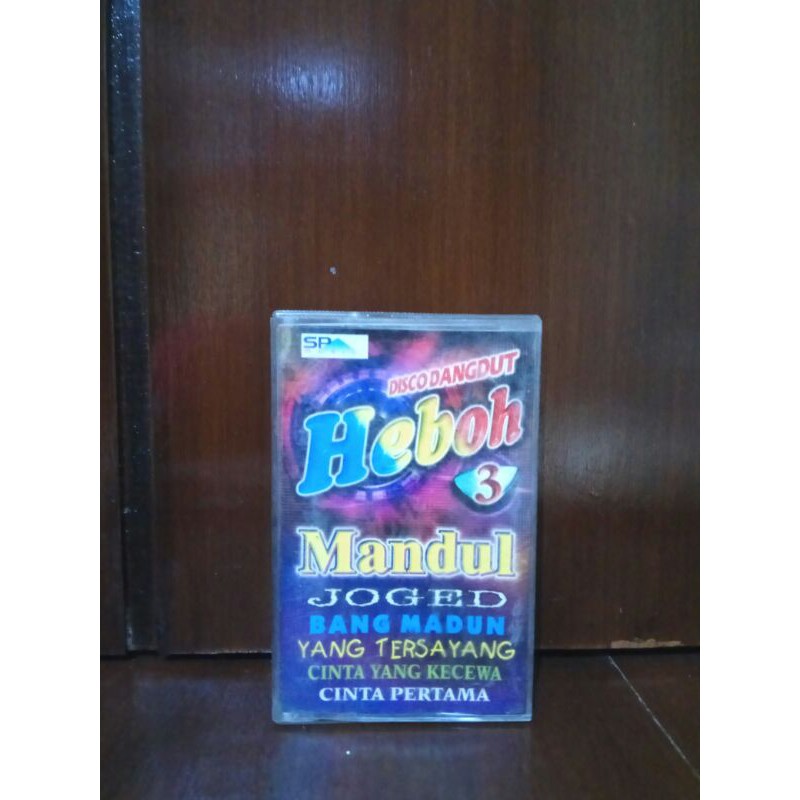 SP
DISCO DANGDUT
Heboh
3
Mandul
JOGED
BANG MADUN
YANG TERSAYANG
CINTA YANG KECEWA
CINTA PERTAMA